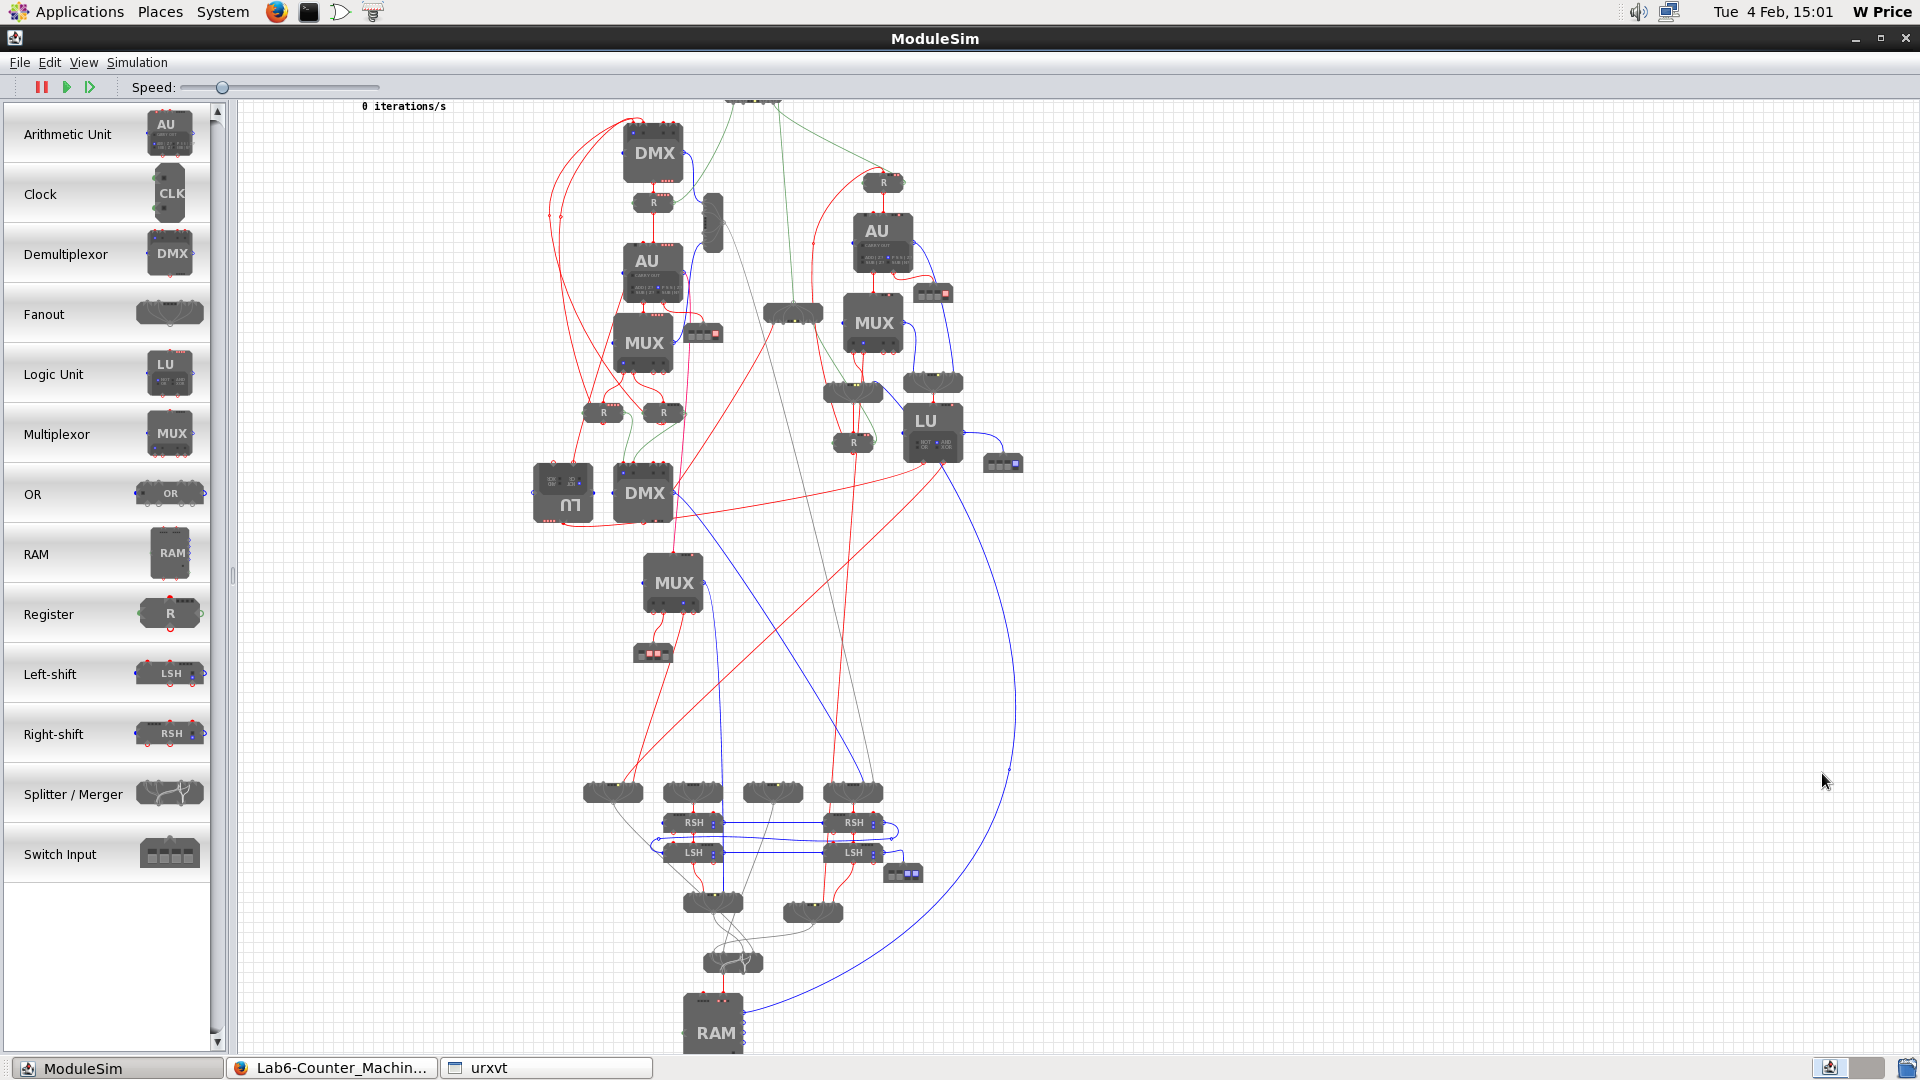 Applications Places System Tue 4 Feb, 15:01 W Price
ModuleSim
File Edit View Simulation
Speed:
0 iterations/s
Arithmetic Unit AU
Clock CLK
Demultiplexor DMX
Fanout
Logic Unit LU
Multiplexor MUX
OR OR
RAM RAM
Register R
Left-shift LSH
Right-shift RSH
Splitter / Merger
Switch Input
DMX
R
R
AU
AU
MUX
MUX
R
R
LU
R
LU
DMX
MUX
RSH
RSH
LSH
LSH
RAM
ModuleSim Lab6-Counter_Machin... urxvt